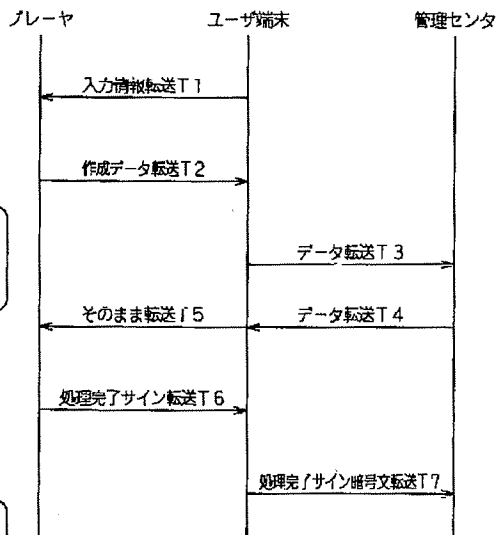 プレーヤ ユーザ端末 管理センタ
入力情報転送T1
作成データ転送T2
データ転送T3
そのまま転送T5 データ転送T4
処理完了サイン転送T6
処理完了サイン暗号文転送T7